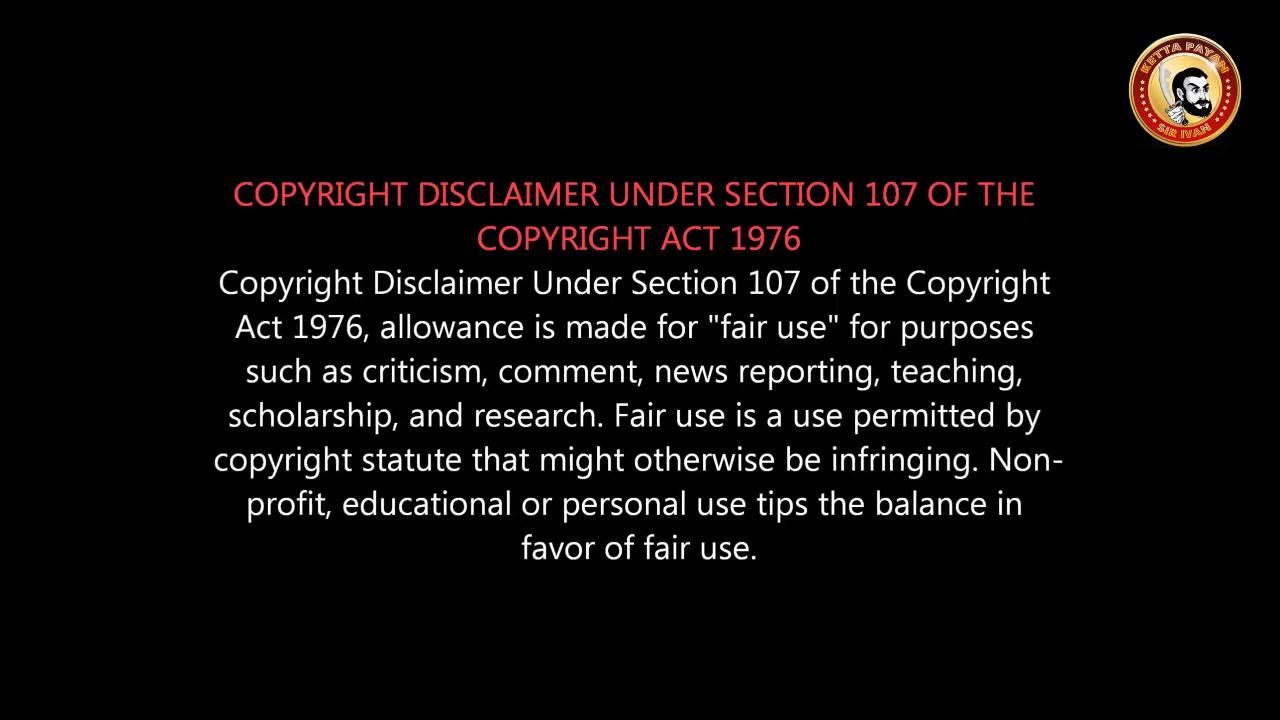 KETTA PAYAN
SIR IVAN
COPYRIGHT DISCLAIMER UNDER SECTION 107 OF THE
COPYRIGHT ACT 1976
Copyright Disclaimer Under Section 107 of the Copyright
Act 1976, allowance is made for "fair use" for purposes
such as criticism, comment, news reporting, teaching,
scholarship, and research. Fair use is a use permitted by
copyright statute that might otherwise be infringing. Non-
profit, educational or personal use tips the balance in
favor of fair use.